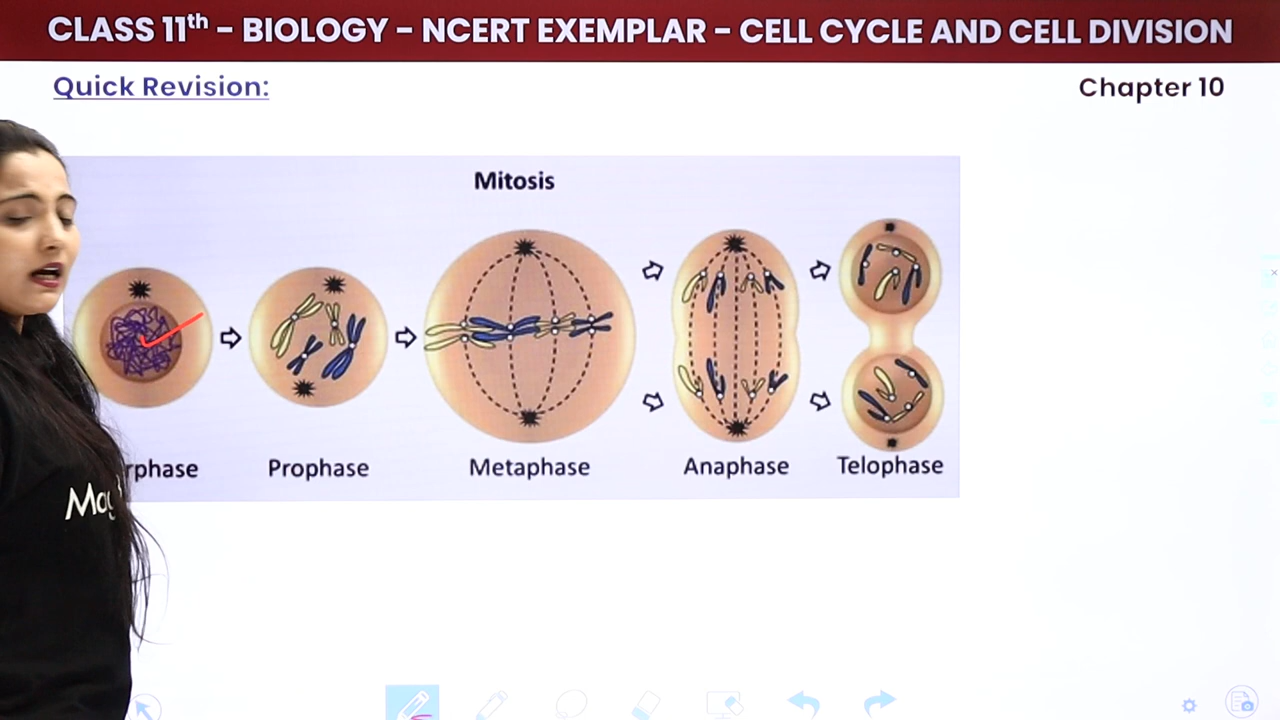 CLASS 11th - BIOLOGY - NCERT EXEMPLAR - CELL CYCLE AND CELL DIVISION
Quick Revision:
Chapter 10
Mitosis
rphase
Prophase
Metaphase
Anaphase
Telophase